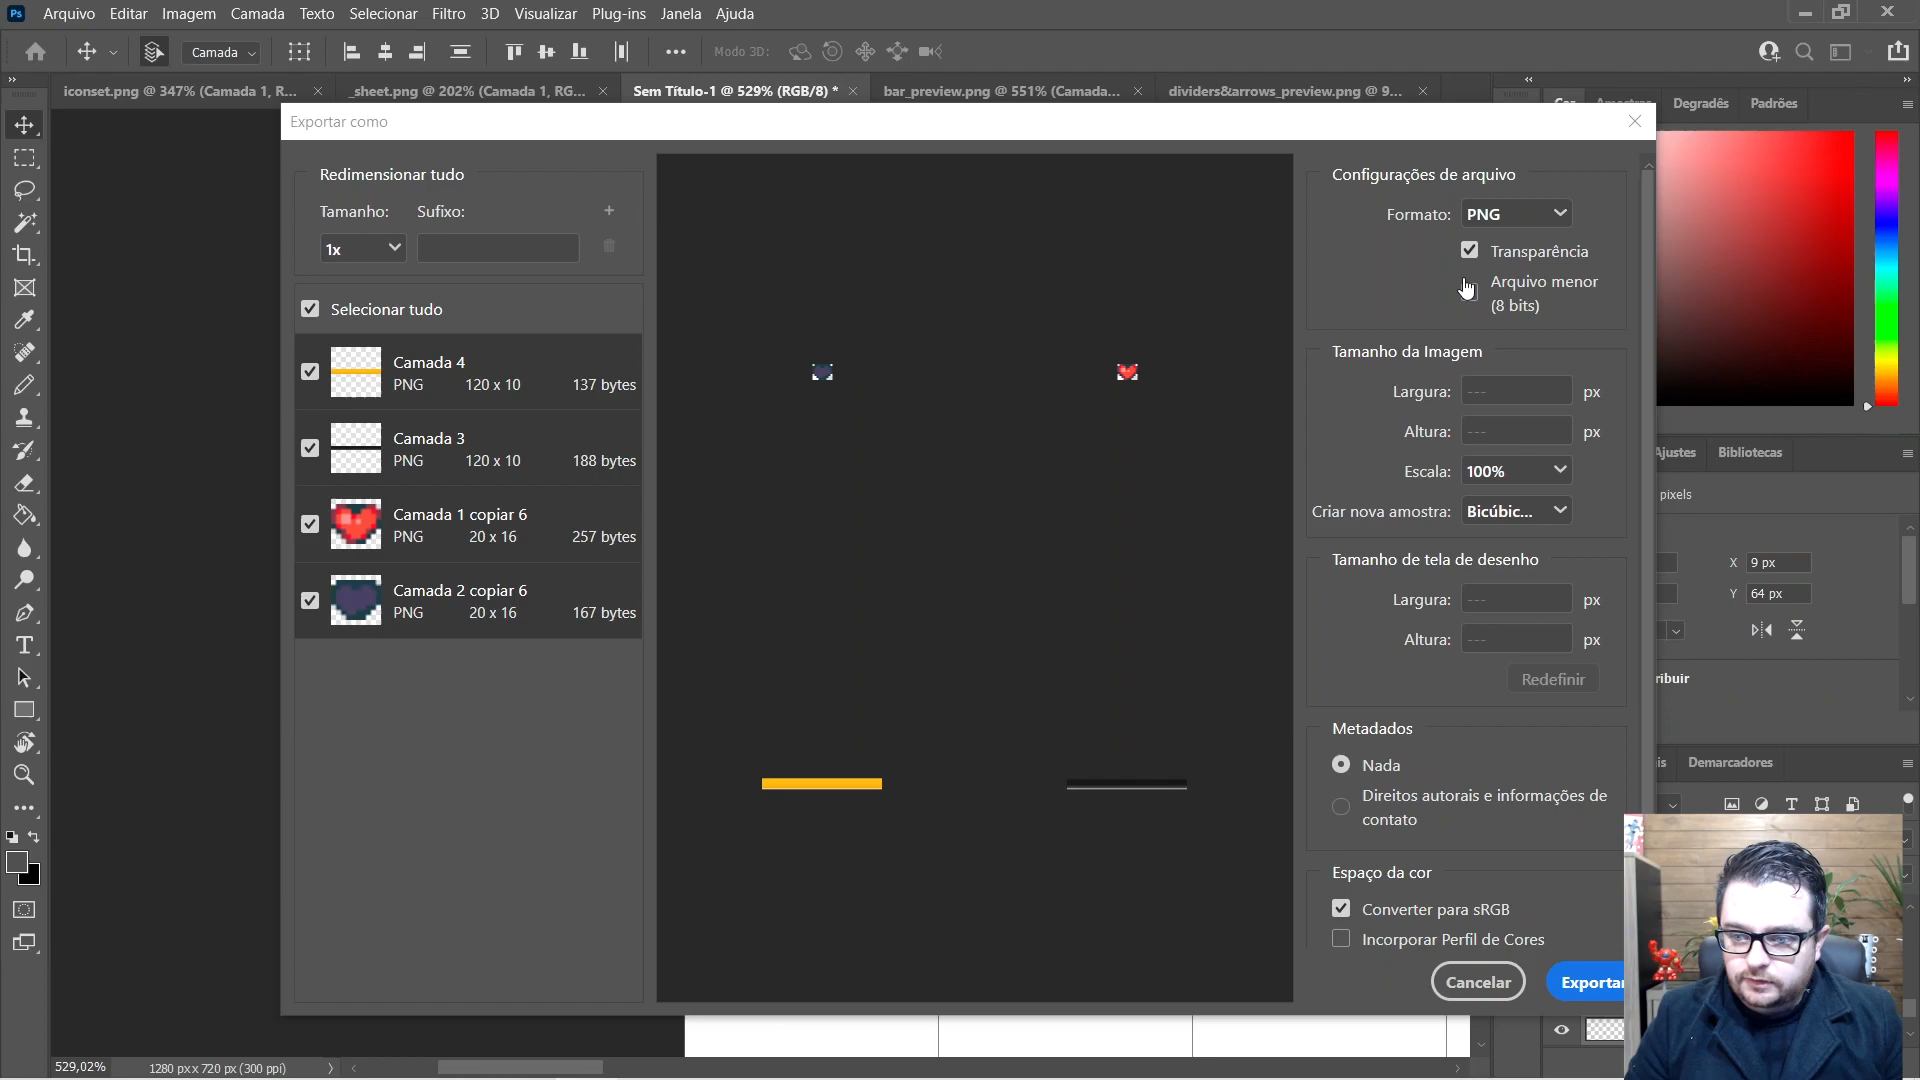 Ps Arquivo Editar Imagem Camada Texto Selecionar Filtro 3D Visualizar Plug-ins Janela Ajuda
Camada Modo 3D:
iconset.png @ 347% (Camada 1, R... _sheet.png @ 202% (Camada 1, RG... Sem Título-1 @ 529% (RGB/8) * bar_preview.png @ 551% (Camada... dividers&arrows_preview.png @ 9...
Cor Amostras Degradês Padrões
Exportar como
Redimensionar tudo
Tamanho: Sufixo:
1x
Selecionar tudo
Camada 4
PNG 120 x 10 137 bytes
Camada 3
PNG 120 x 10 188 bytes
Camada 1 copiar 6
PNG 20 x 16 257 bytes
Camada 2 copiar 6
PNG 20 x 16 167 bytes
Configurações de arquivo
Formato: PNG
Transparência
Arquivo menor
(8 bits)
Tamanho da Imagem
Largura: --- px
Altura: --- px
Escala: 100%
Criar nova amostra: Bicúbic...
Tamanho de tela de desenho
Largura: --- px
Altura: --- px
Redefinir
Metadados
Nada
Direitos autorais e informações de
contato
Espaço da cor
Converter para sRGB
Incorporar Perfil de Cores
Cancelar Exportar
Ajustes Bibliotecas
pixels
X 9 px
Y 64 px
ribuir
is Demarcadores
529,02% 1280 px x 720 px (300 ppi)